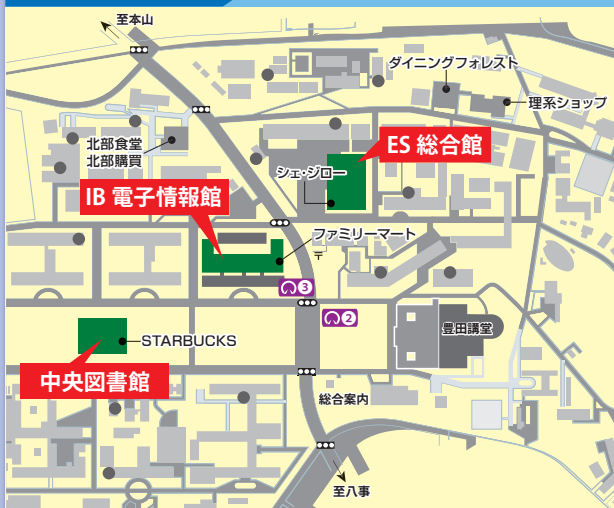 至本山
ダイニングフォレスト
理系ショップ
ES 総合館
北部食堂
北部購買
シェ・ジロー
IB 電子情報館
ファミリーマート
〒
3
2
豊田講堂
STARBUCKS
中央図書館
総合案内
至八事